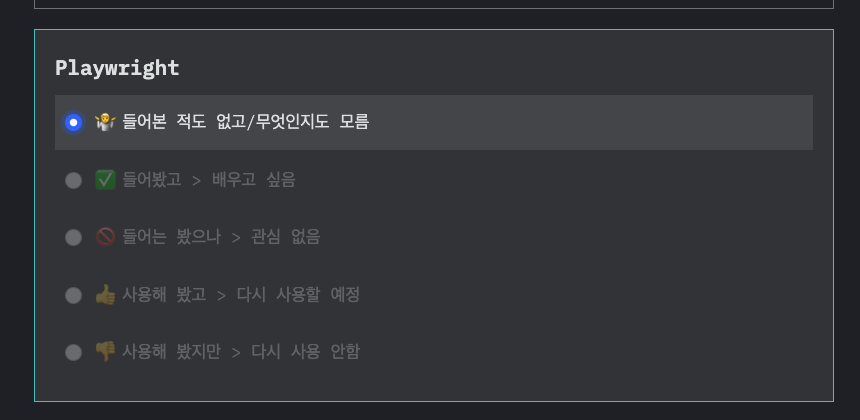 Playwright
🤷 들어본 적도 없고/무엇인지도 모름
✅ 들어봤고 > 배우고 싶음
🚫 들어는 봤으나 > 관심 없음
👍 사용해 봤고 > 다시 사용할 예정
👎 사용해 봤지만 > 다시 사용 안함